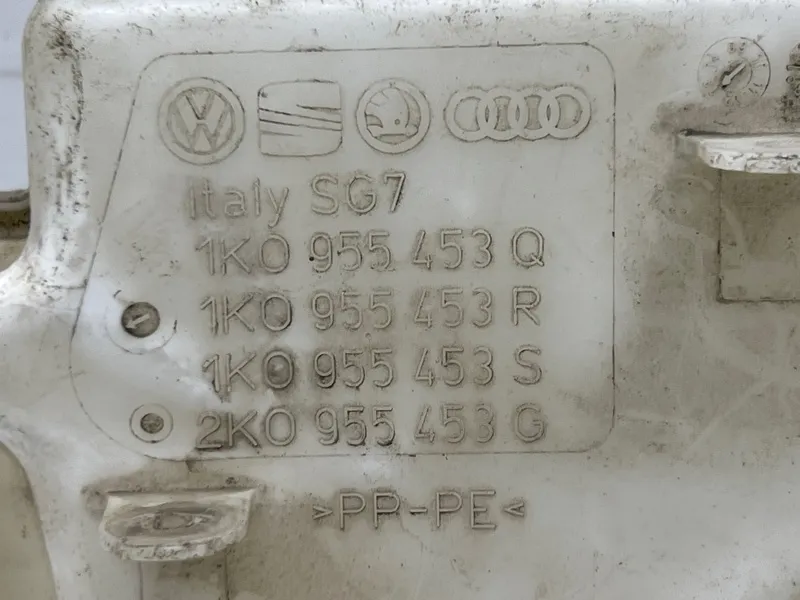 Italy SG7
1K0 955 453 Q
1K0 955 453 R
1K0 955 453 S
2K0 955 453 G
>PP-PE<